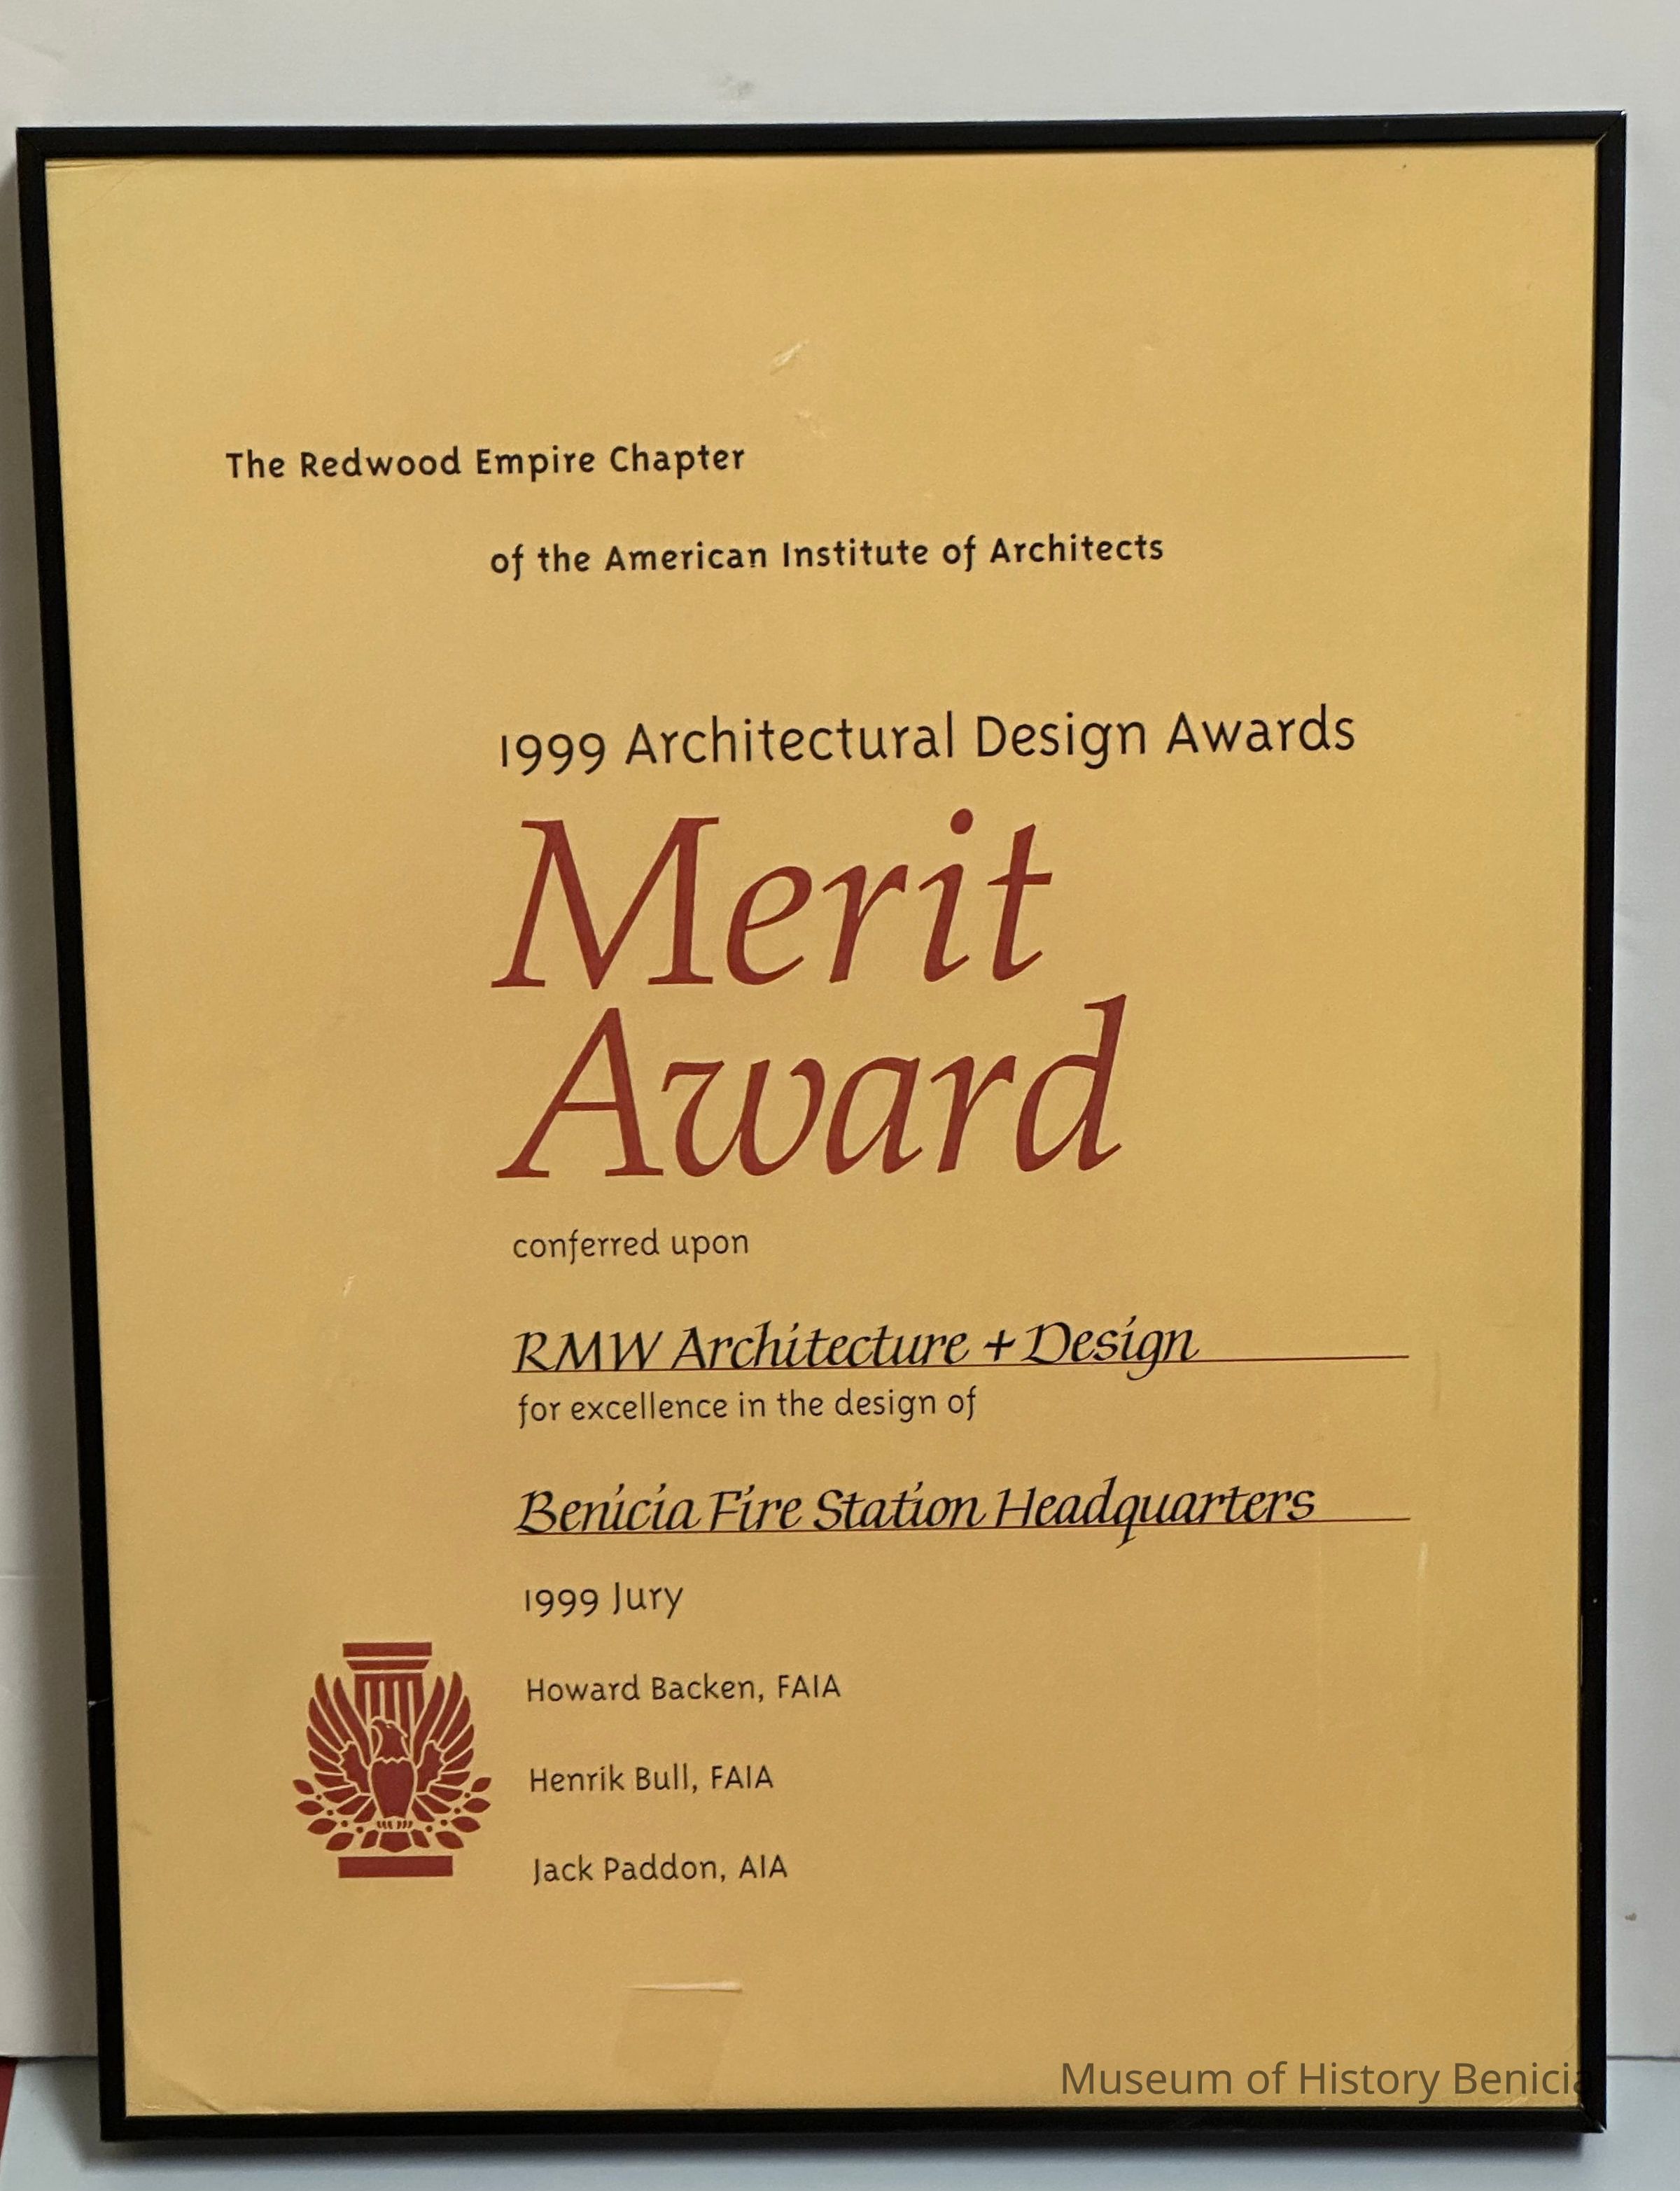 The Redwood Empire Chapter
of the American Institute of Architects
1999 Architectural Design Awards
Merit
Award
conferred upon
RMW Architecture + Design
for excellence in the design of
Benicia Fire Station Headquarters
1999 Jury
Howard Backen, FAIA
Henrik Bull, FAIA
Jack Paddon, AIA
Museum of History Benicia